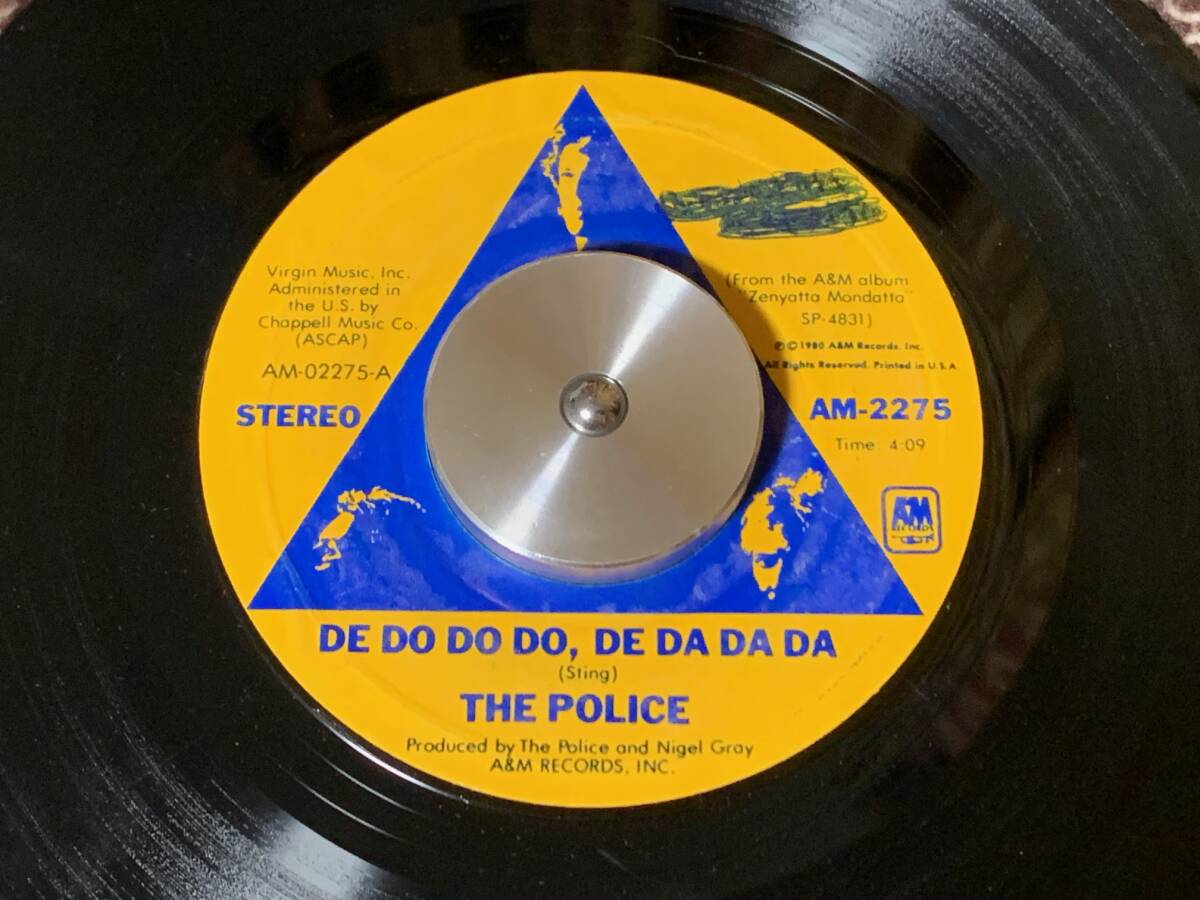 Virgin Music, Inc.
Administered in
the U.S. by
Chappell Music Co.
(ASCAP)
AM-02275-A
STEREO
(From the A&M album
"Zenyatta Mondatta"
SP-4831)
℗©1980 A&M Records, Inc.
All Rights Reserved. Printed in U.S.A.
AM-2275
Time: 4:09
A&M
RECORDS
DE DO DO DO, DE DA DA DA
(Sting)
THE POLICE
Produced by The Police and Nigel Gray
A&M RECORDS, INC.